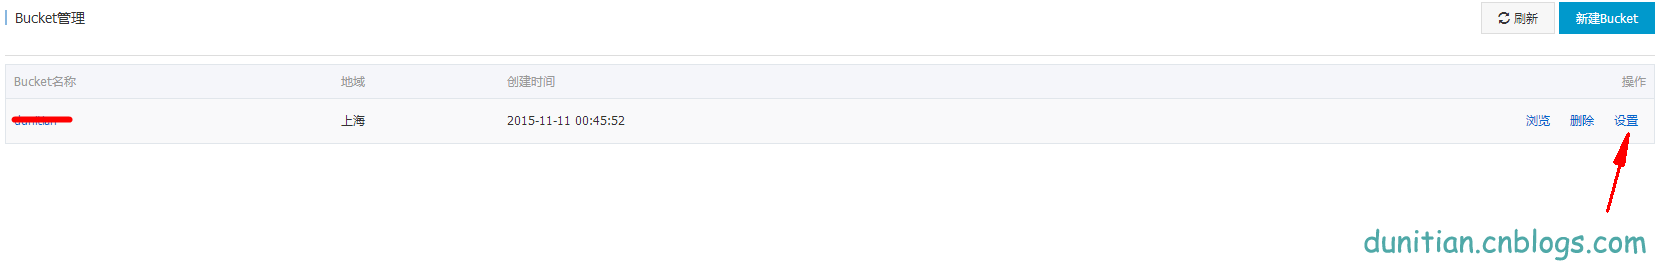 Bucket管理
刷新
新建Bucket
Bucket名称 地域 创建时间 操作
上海 2015-11-11 00:45:52 浏览 删除 设置
dunitian.cnblogs.com